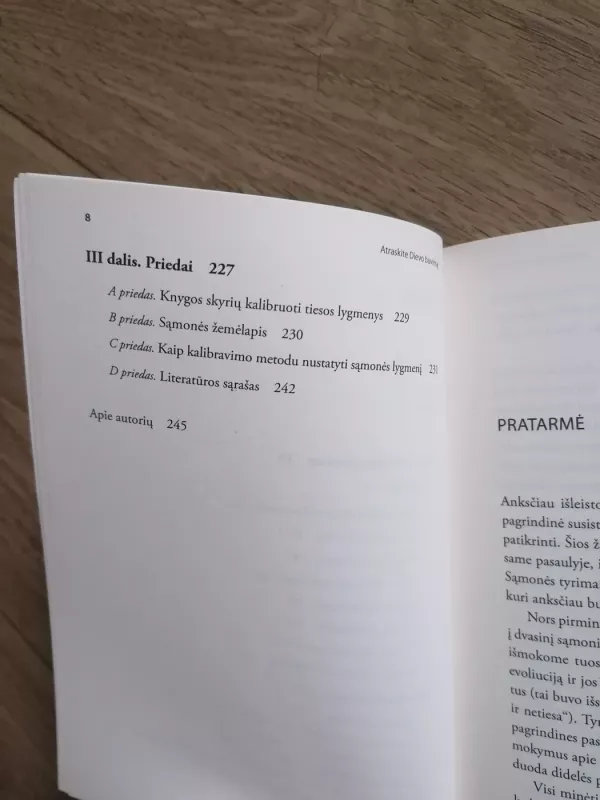 8
Atraskite Dievo buvimą
III dalis. Priedai 227
A priedas. Knygos skyrių kalibruoti tiesos lygmenys 229
B priedas. Sąmonės žemėlapis 230
C priedas. Kaip kalibravimo metodu nustatyti sąmonės lygmenį
D priedas. Literatūros sąrašas 242
Apie autorių 245
PRATARMĖ
Anksčiau išleisto
pagrindinė susist
patikrinti. Šios ž
same pasaulyje, i
Sąmonės tyrima
kuri anksčiau bu
Nors pirmin
į dvasinį sąmoni
išmokome tuos
evoliuciją ir jos
tus (tai buvo išs
ir netiesa“). Tyr
pagrindines pas
mokymus apie
duoda didelės p
Visi minėri